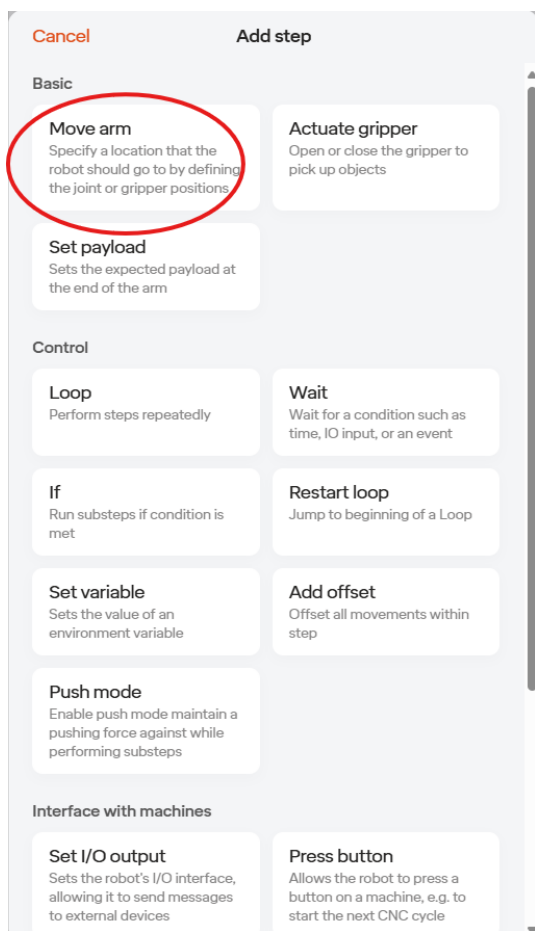 Cancel
Add step
Basic
Move arm
Specify a location that the
robot should go to by defining
the joint or gripper positions
Actuate gripper
Open or close the gripper to
pick up objects
Set payload
Sets the expected payload at
the end of the arm
Control
Loop
Perform steps repeatedly
Wait
Wait for a condition such as
time, IO input, or an event
If
Run substeps if condition is
met
Restart loop
Jump to beginning of a Loop
Set variable
Sets the value of an
environment variable
Add offset
Offset all movements within
step
Push mode
Enable push mode maintain a
pushing force against while
performing substeps
Interface with machines
Set I/O output
Sets the robot's I/O interface,
allowing it to send messages
to external devices
Press button
Allows the robot to press a
button on a machine, e.g. to
start the next CNC cycle